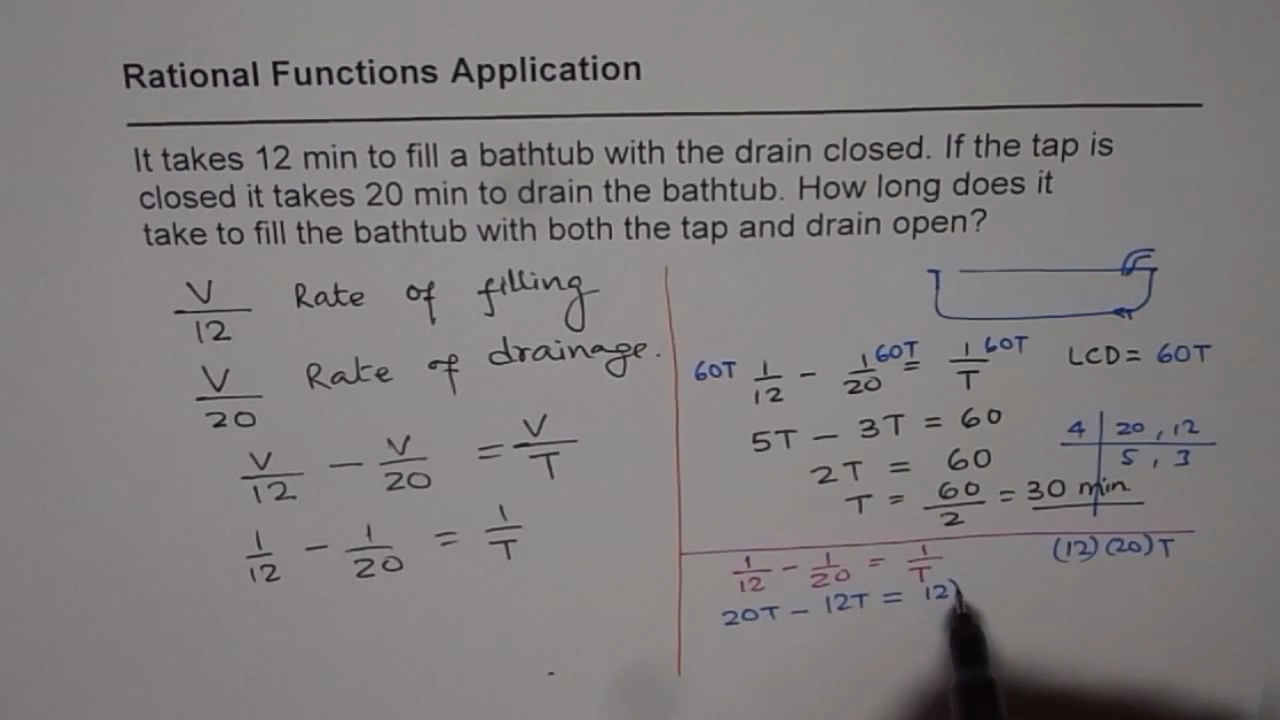 Rational Functions Application
It takes 12 min to fill a bathtub with the drain closed. If the tap is
closed it takes 20 min to drain the bathtub. How long does it
take to fill the bathtub with both the tap and drain open?
V/12 Rate of filling
V/20 Rate of drainage.
V/12 - V/20 = V/T
1/12 - 1/20 = 1/T
60T 1/12 - 1/20 60T = 1/T 60T LCD = 60T
5T - 3T = 60
2T = 60
T = 60/2 = 30 min
4 | 20, 12
5, 3
(12)(20)T
1/12 - 1/20 = 1/T
20T - 12T = 12)